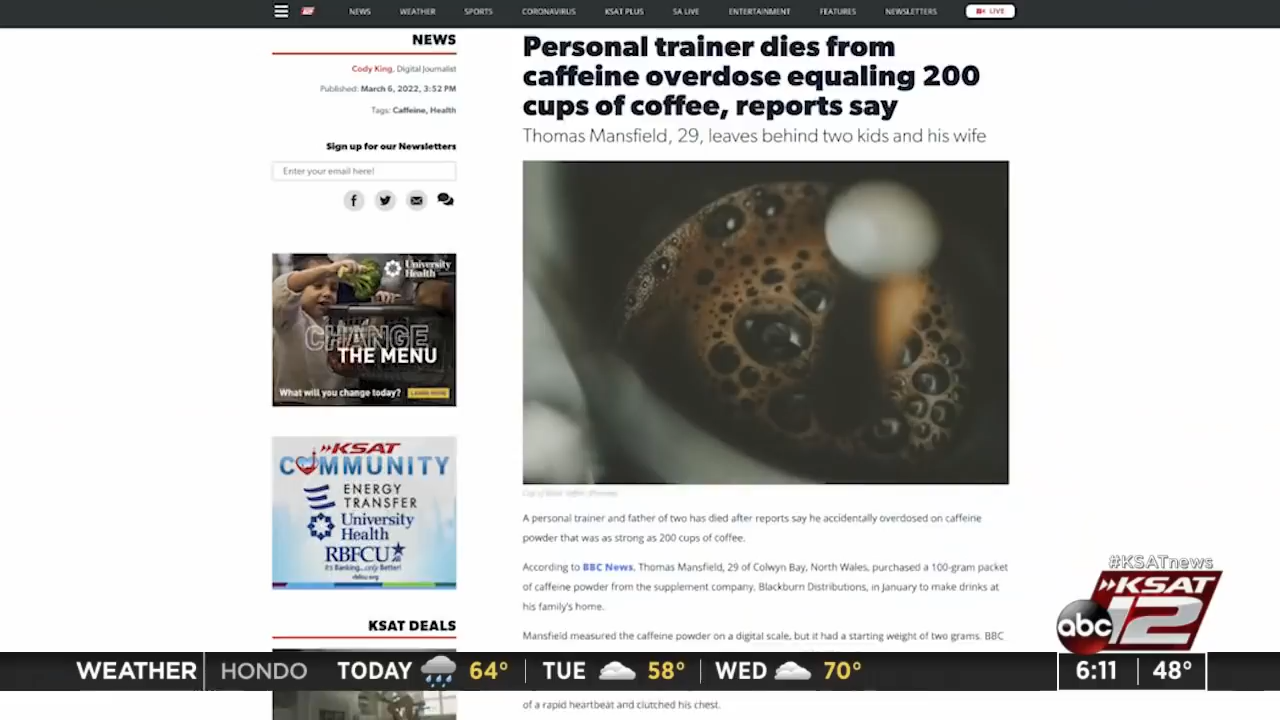 NEWS
WEATHER
SPORTS
CORONAVIRUS
KSAT PLUS
SA LIVE
ENTERTAINMENT
FEATURES
NEWSLETTERS
LIVE
NEWS
Cody King, Digital Journalist
Published: March 6, 2022, 3:52 PM
Tags: Caffeine, Health
Sign up for our Newsletters
Enter your email here!
University
Health
CHANGE
THE MENU
What will you change today?
LEARN MORE
KSAT
COMMUNITY
ENERGY
TRANSFER
University
Health
RBFCU
It's Banking...only Better!
rbfcu.org
KSAT DEALS
Personal trainer dies from
caffeine overdose equaling 200
cups of coffee, reports say
Thomas Mansfield, 29, leaves behind two kids and his wife
A personal trainer and father of two has died after reports say he accidentally overdosed on caffeine
powder that was as strong as 200 cups of coffee.
According to BBC News, Thomas Mansfield, 29 of Colwyn Bay, North Wales, purchased a 100-gram packet
of caffeine powder from the supplement company, Blackburn Distributions, in January to make drinks at
his family's home.
Mansfield measured the caffeine powder on a digital scale, but it had a starting weight of two grams. BBC
of a rapid heartbeat and clutched his chest.
#KSATnews
KSAT
abc 12
WEATHER HONDO TODAY 64° TUE 58° WED 70° 6:11 48°